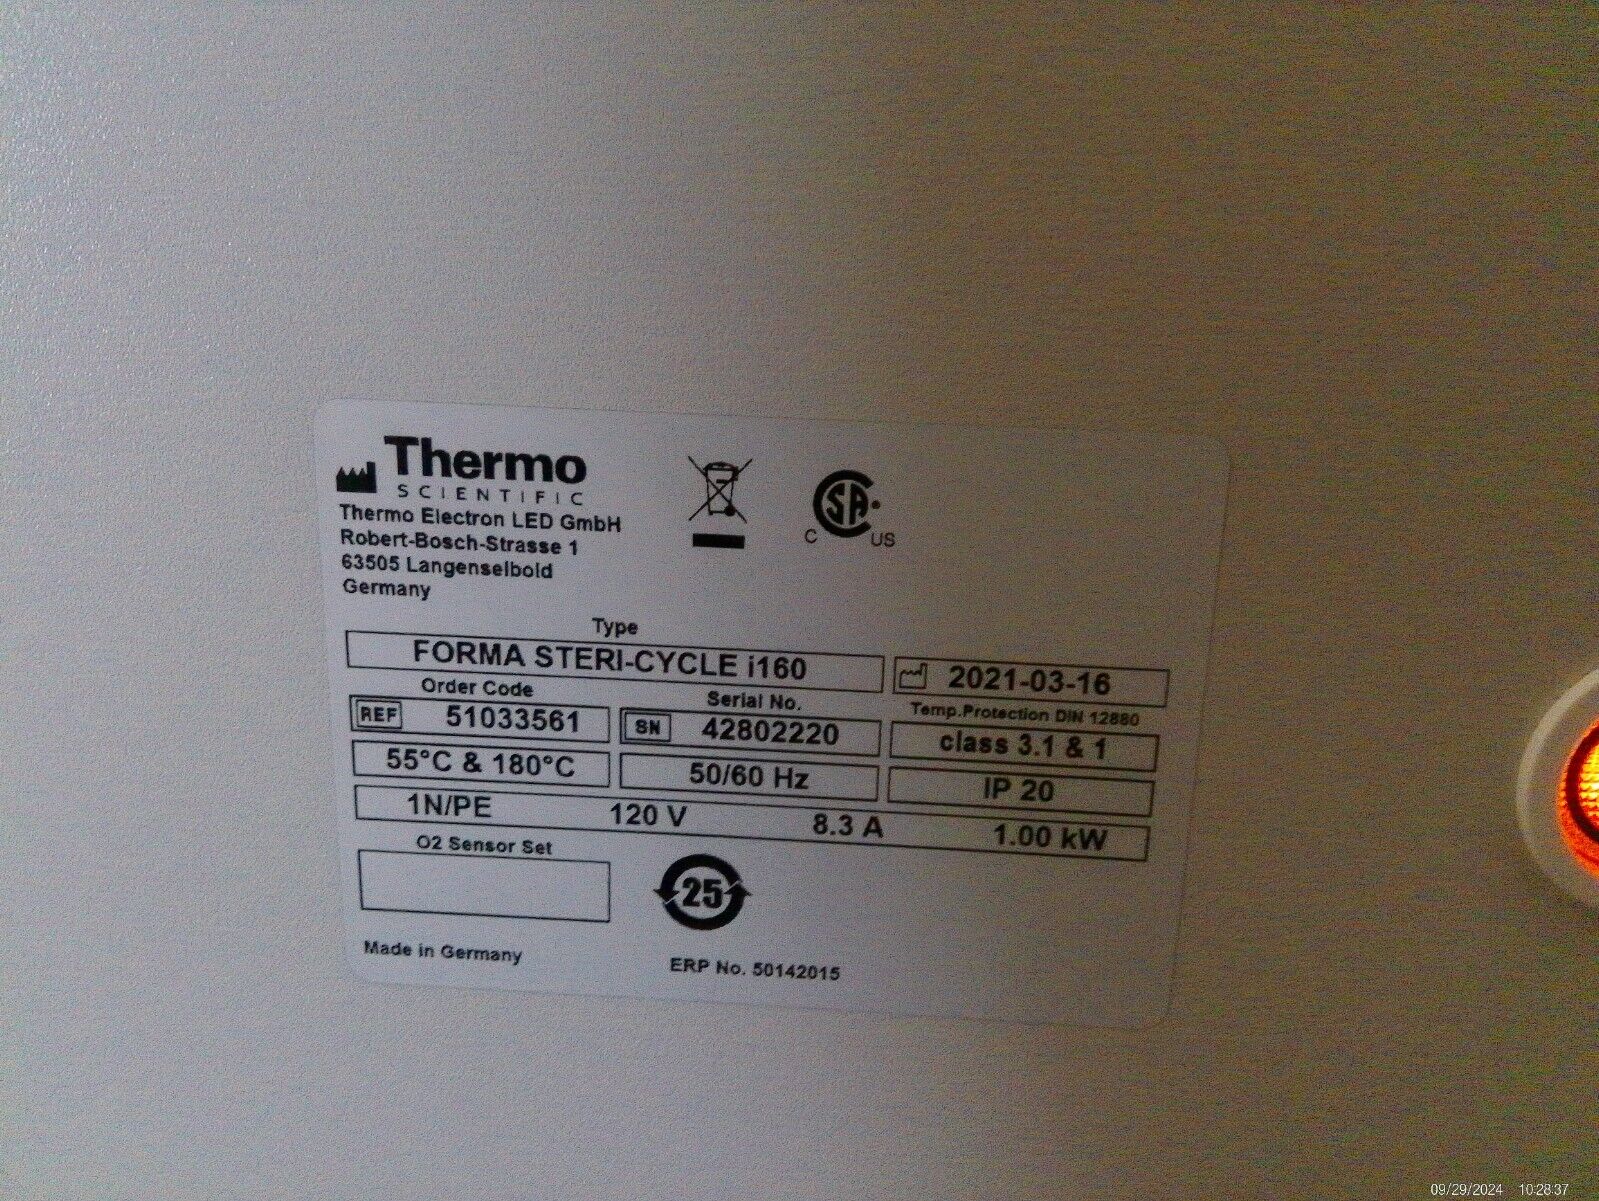 Thermo
SCIENTIFIC
Thermo Electron LED GmbH
Robert-Bosch-Strasse 1
63505 Langenselbold
Germany
SA
C US
Type
FORMA STERI-CYCLE i160
2021-03-16
Order Code
Serial No.
Temp.Protection DIN 12880
REF 51033561
SN 42802220
class 3.1 & 1
55°C & 180°C
50/60 Hz
IP 20
1N/PE 120 V 8.3 A 1.00 kW
O2 Sensor Set
25
Made in Germany
ERP No. 50142015
09/29/2024 10:28:37